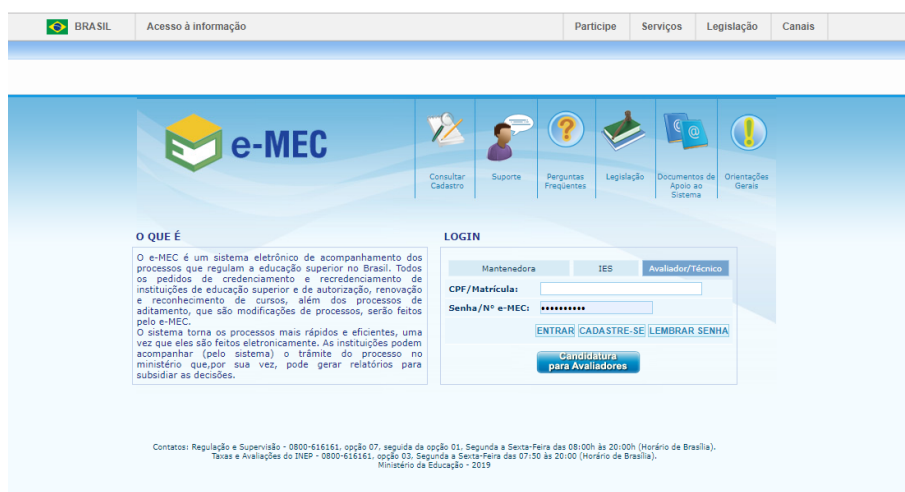 BRASIL Acesso à informação Participe Serviços Legislação Canais
e-MEC
Consultar Cadastro
Suporte
Perguntas Freqüentes
Legislação
Documentos de Apoio ao Sistema
Orientações Gerais
O QUE É
O e-MEC é um sistema eletrônico de acompanhamento dos
processos que regulam a educação superior no Brasil. Todos
os pedidos de credenciamento e recredenciamento de
instituições de educação superior e de autorização, renovação
e reconhecimento de cursos, além dos processos de
aditamento, que são modificações de processos, serão feitos
pelo e-MEC.
O sistema torna os processos mais rápidos e eficientes, uma
vez que eles são feitos eletronicamente. As instituições podem
acompanhar (pelo sistema) o trâmite do processo no
ministério que,por sua vez, pode gerar relatórios para
subsidiar as decisões.
LOGIN
Mantenedora IES Avaliador/Técnico
CPF/Matrícula:
Senha/Nº e-MEC: ••••••••••
ENTRAR CADASTRE-SE LEMBRAR SENHA
Candidatura
para Avaliadores
Contatos: Regulação e Supervisão - 0800-616161, opção 07, seguida da opção 01, Segunda a Sexta-Feira das 08:00h às 20:00h (Horário de Brasília).
Taxas e Avaliações do INEP - 0800-616161, opção 03, Segunda a Sexta-Feira das 07:50 às 20:00 (Horário de Brasília).
Ministério da Educação - 2019